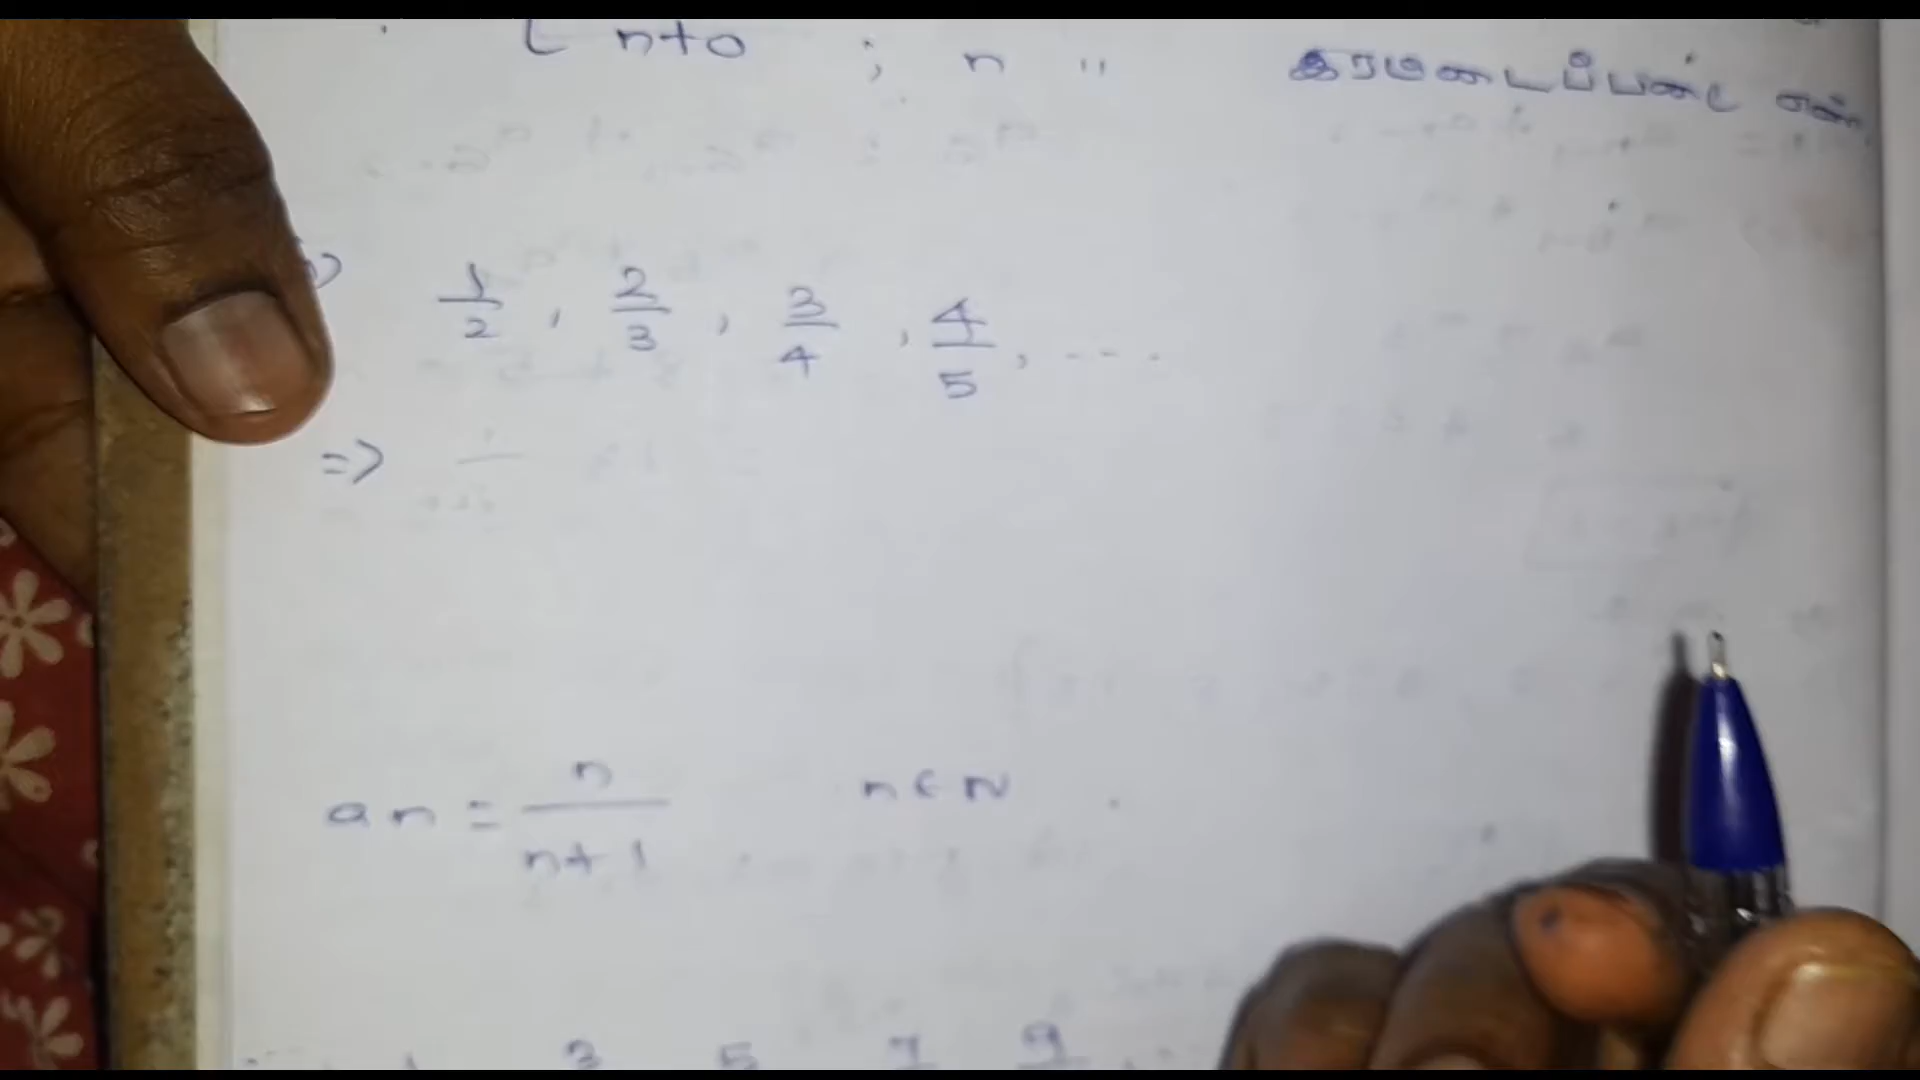 { n+0 ; n "
1/2 , 2/3 , 3/4 , 4/5 , ....
=>
an = n/n+1 n ∈ N
3 5 7 9